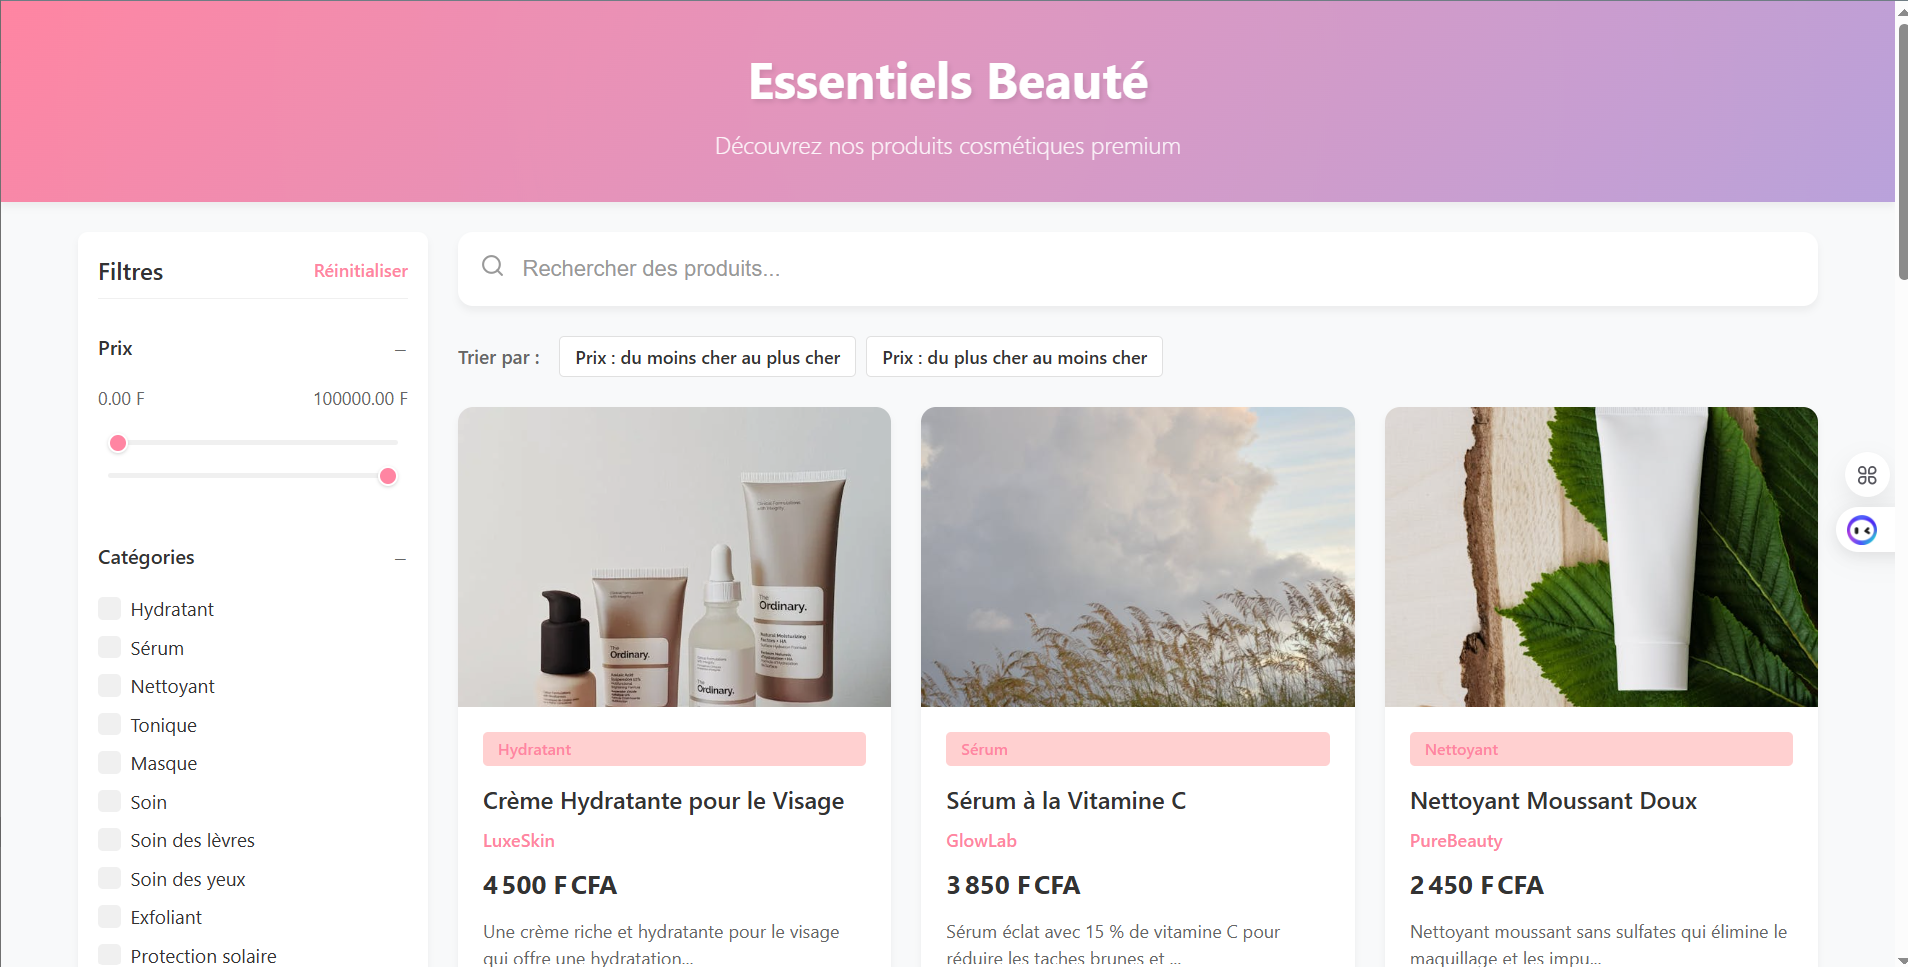 Essentiels Beauté
Découvrez nos produits cosmétiques premium
Filtres
Réinitialiser
Prix
0.00 F
100000.00 F
Catégories
Hydratant
Sérum
Nettoyant
Tonique
Masque
Soin
Soin des lèvres
Soin des yeux
Exfoliant
Protection solaire
Rechercher des produits...
Trier par :
Prix : du moins cher au plus cher
Prix : du plus cher au moins cher
The
Ordinary.
The
Ordinary.
Ordinary.
Hydratant
Crème Hydratante pour le Visage
LuxeSkin
4 500 F CFA
Une crème riche et hydratante pour le visage
qui offre une hydratation...
Sérum
Sérum à la Vitamine C
GlowLab
3 850 F CFA
Sérum éclat avec 15 % de vitamine C pour
réduire les taches brunes et ...
Nettoyant
Nettoyant Moussant Doux
PureBeauty
2 450 F CFA
Nettoyant moussant sans sulfates qui élimine le
maquillage et les impu...